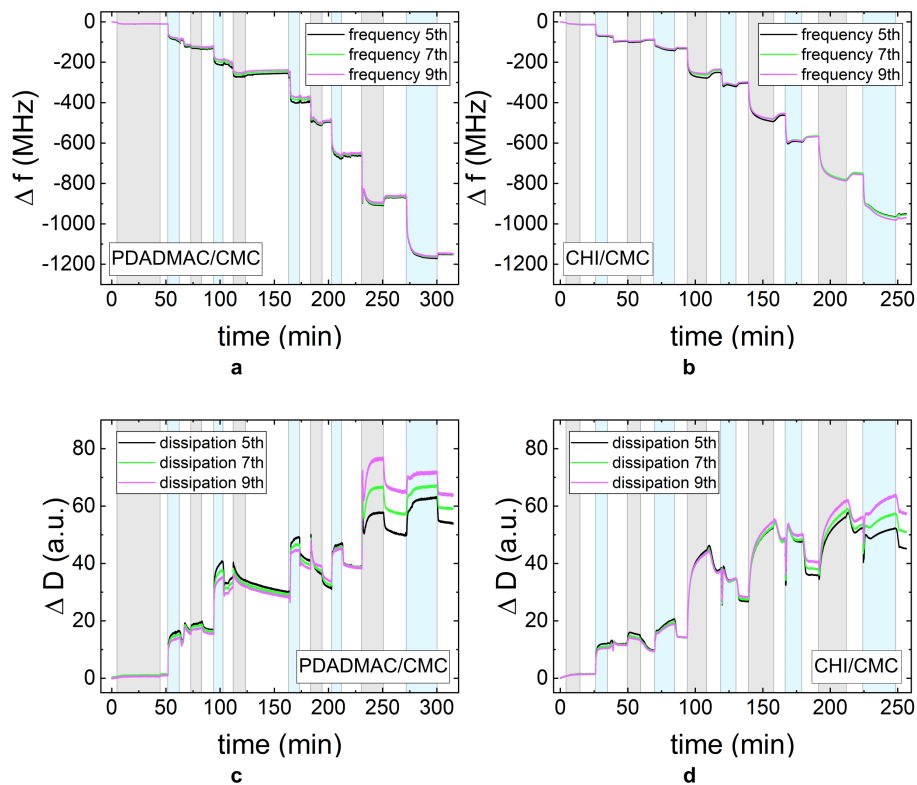 0
-200
-400
-600
-800
-1000
-1200
Δ f (MHz)
frequency 5th
frequency 7th
frequency 9th
PDADMAC/CMC
0 50 100 150 200 250 300
time (min)
a
0
-200
-400
-600
-800
-1000
-1200
Δ f (MHz)
frequency 5th
frequency 7th
frequency 9th
CHI/CMC
0 50 100 150 200 250
time (min)
b
80
60
40
20
0
Δ D (a.u.)
dissipation 5th
dissipation 7th
dissipation 9th
PDADMAC/CMC
0 50 100 150 200 250 300
time (min)
c
80
60
40
20
0
Δ D (a.u.)
dissipation 5th
dissipation 7th
dissipation 9th
CHI/CMC
0 50 100 150 200 250
time (min)
d